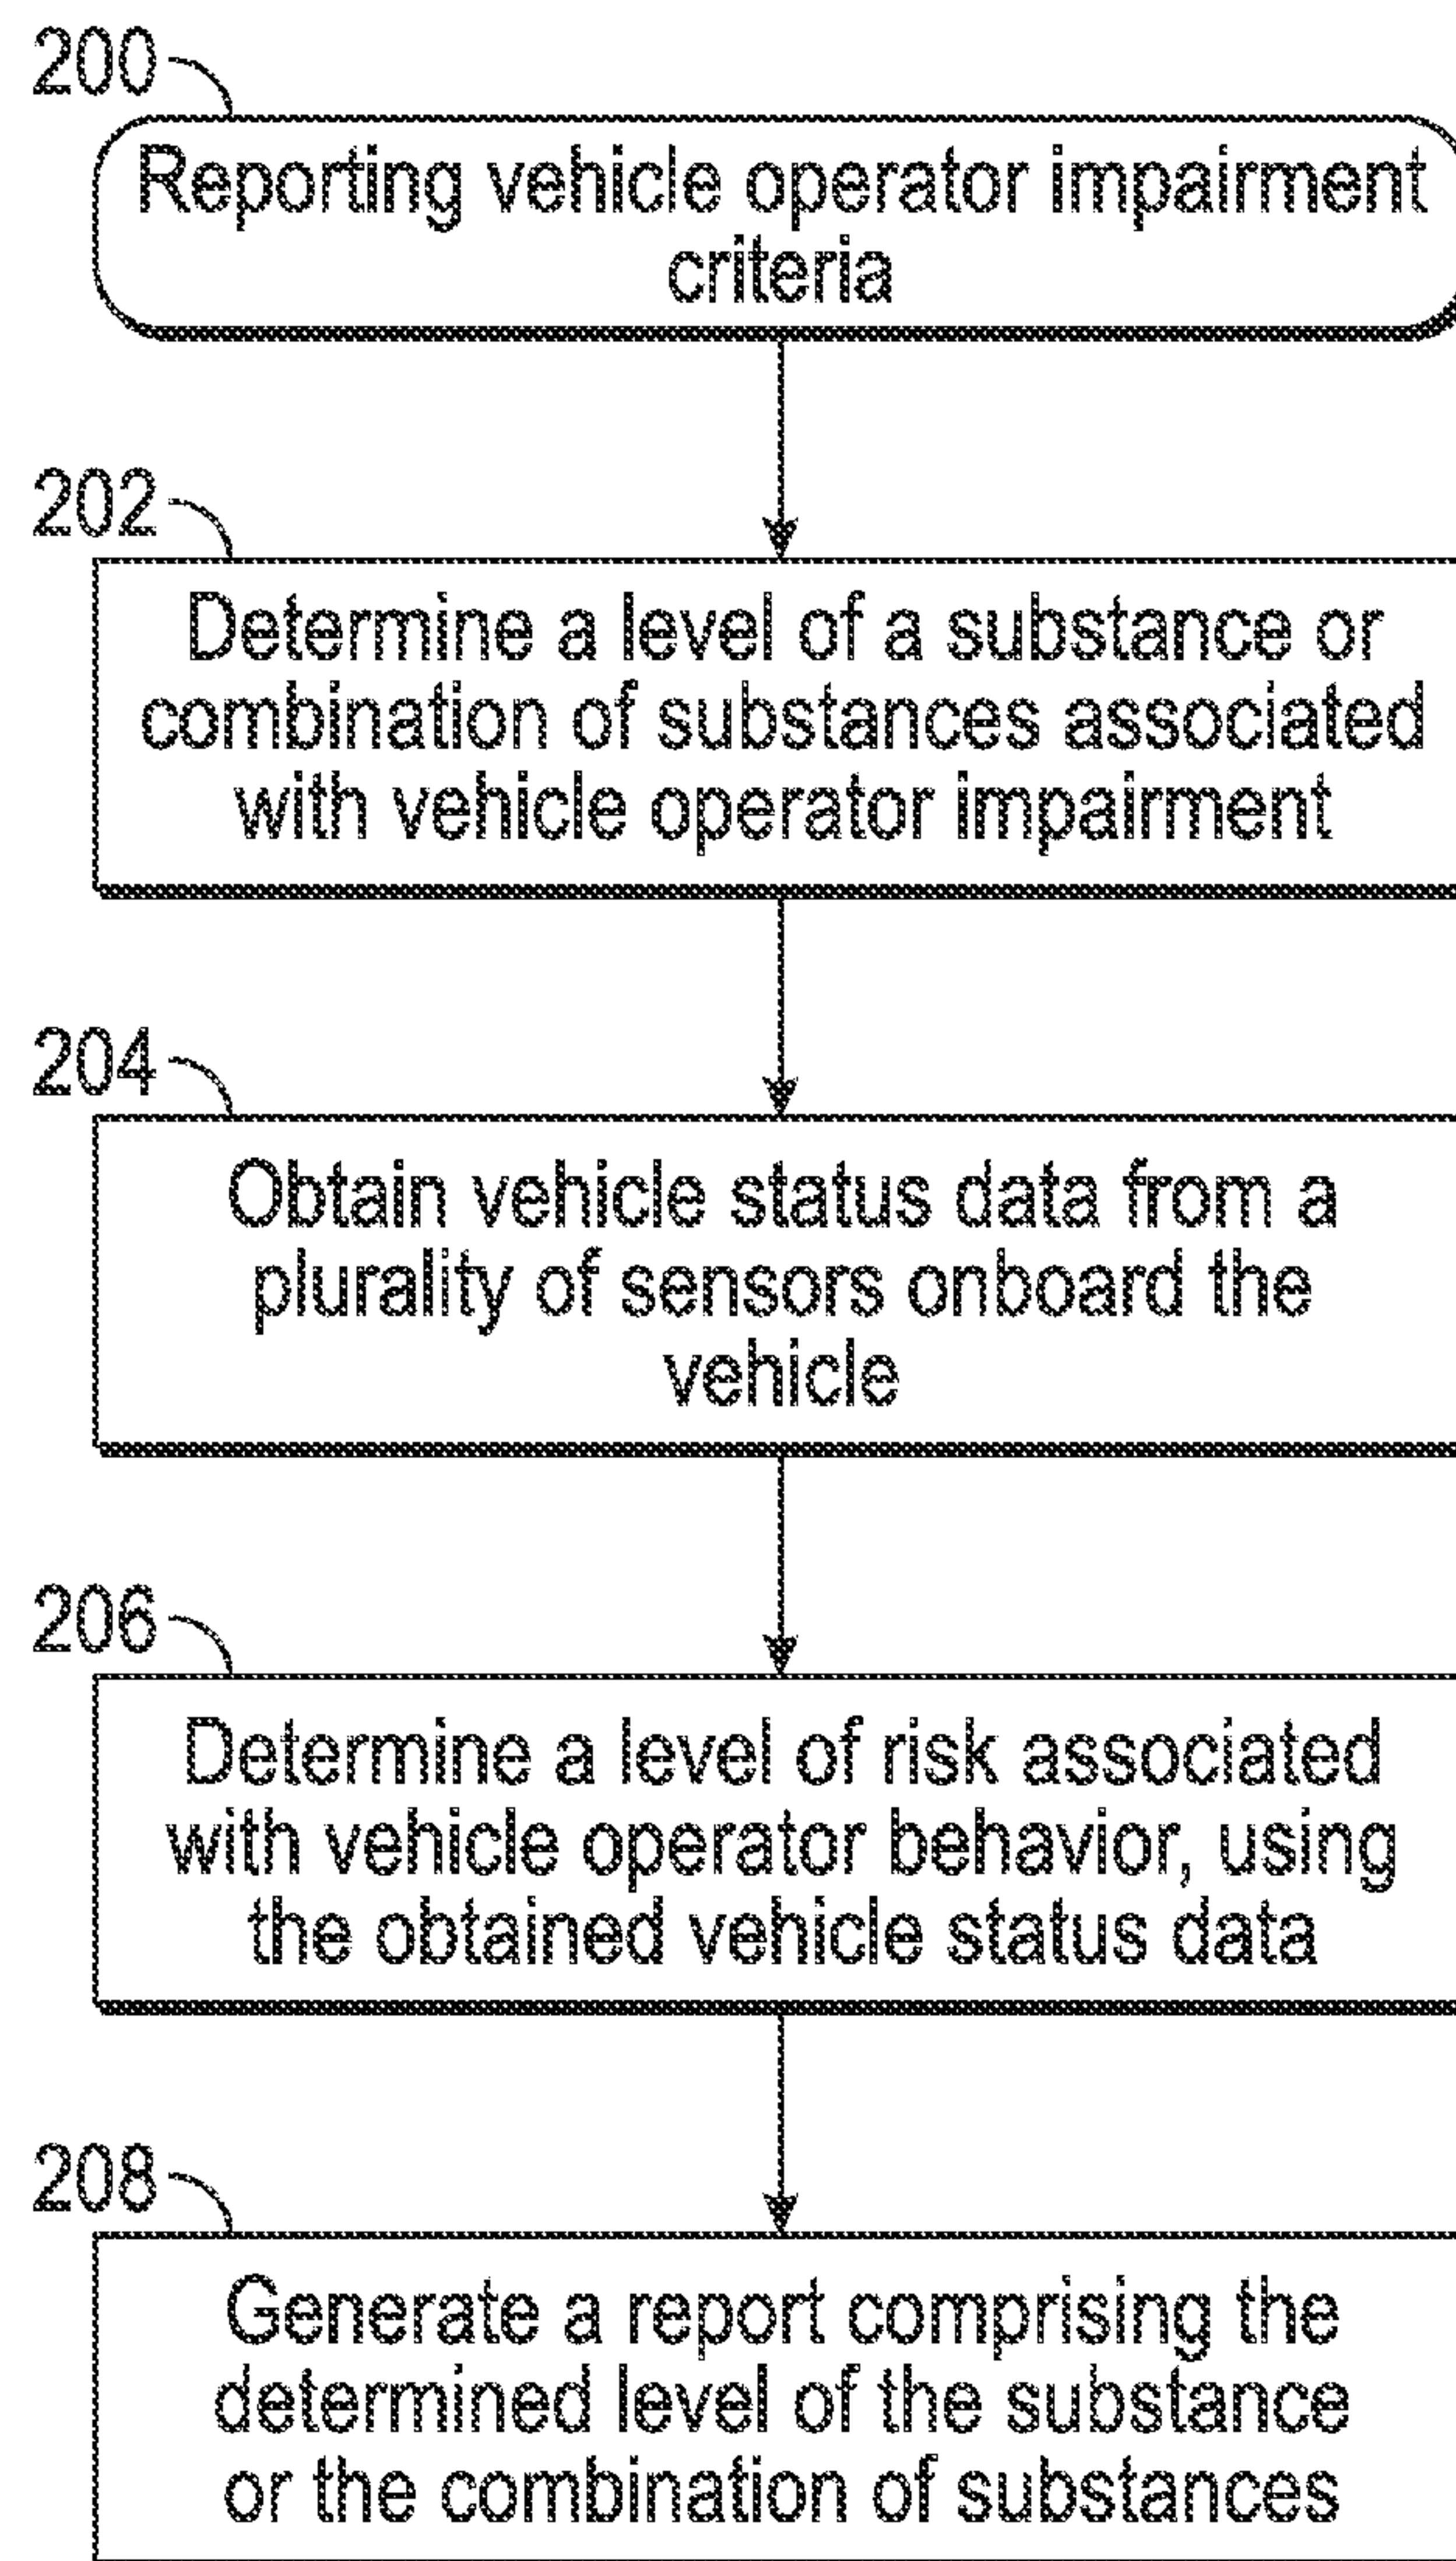 200
Reporting vehicle operator impairment
criteria
202
Determine a level of a substance or
combination of substances associated
with vehicle operator impairment
204
Obtain vehicle status data from a
plurality of sensors onboard the
vehicle
206
Determine a level of risk associated
with vehicle operator behavior, using
the obtained vehicle status data
208
Generate a report comprising the
determined level of the substance
or the combination of substances